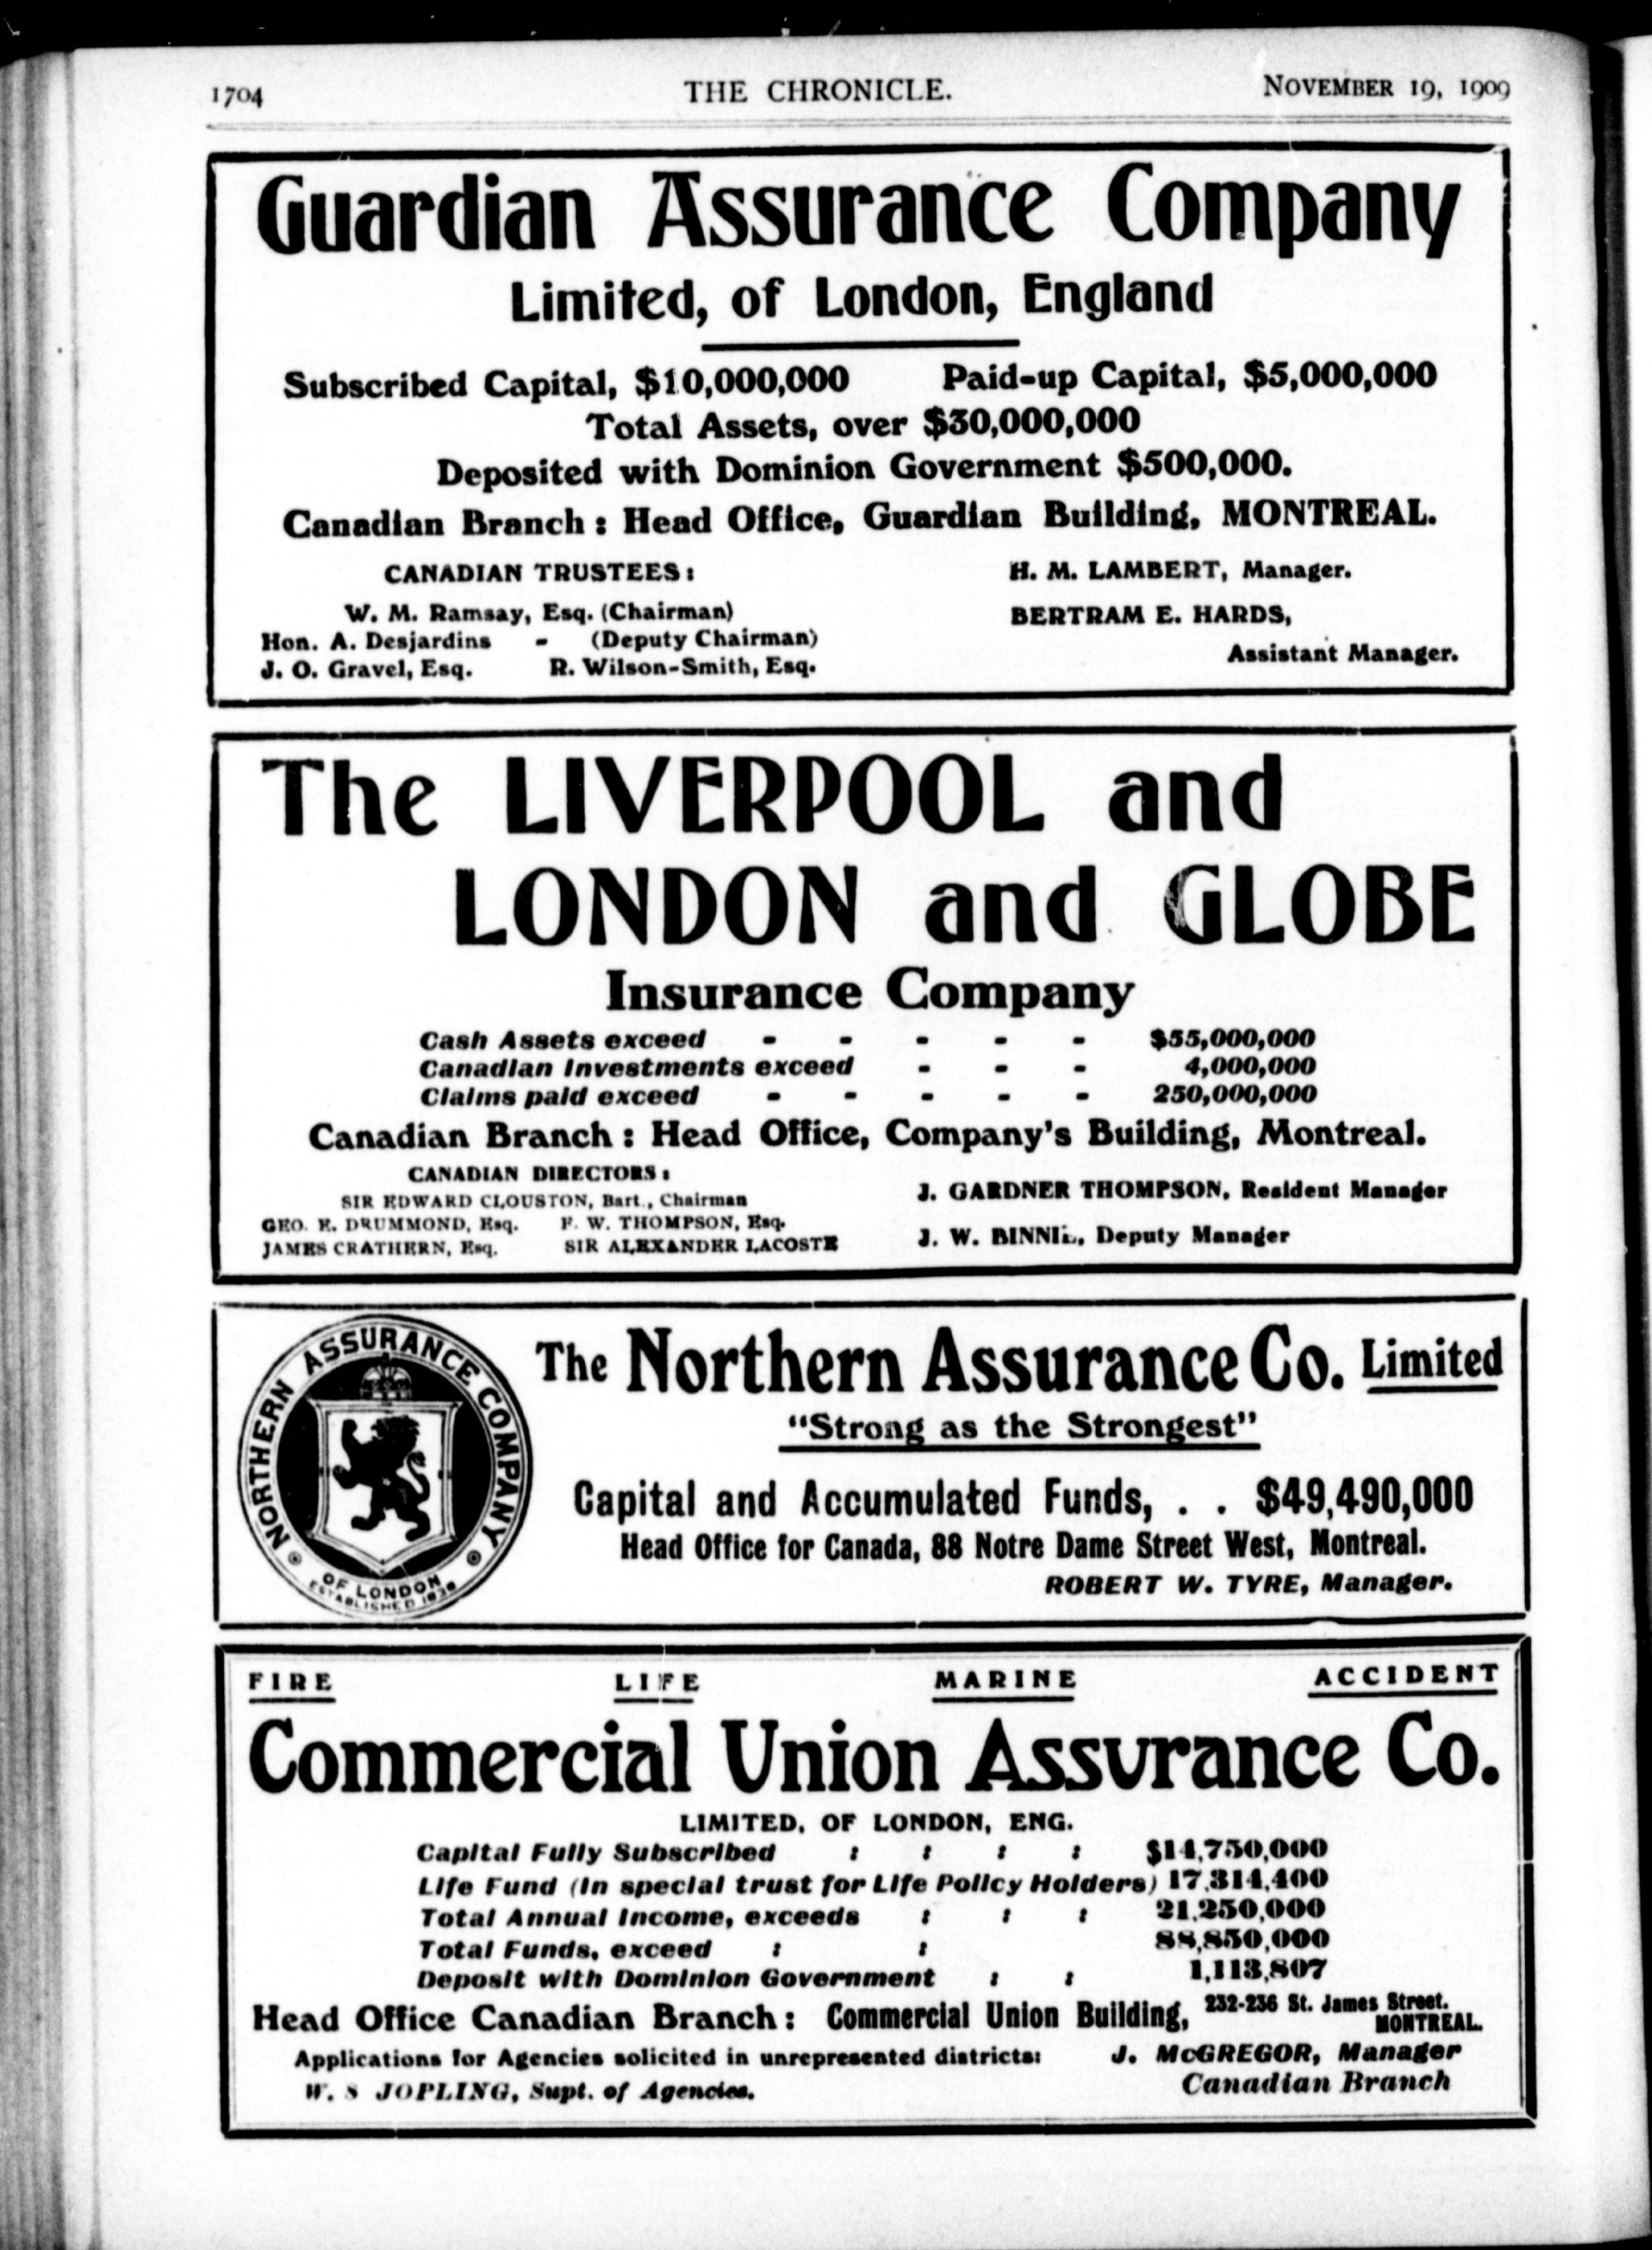 1704 THE CHRONICLE. NOVEMBER 19, 1909
Guardian Assurance Company
Limited, of London, England
Subscribed Capital, $10,000,000 Paid-up Capital, $5,000,000
Total Assets, over $30,000,000
Deposited with Dominion Government $500,000.
Canadian Branch : Head Office, Guardian Building, MONTREAL.
CANADIAN TRUSTEES :
W. M. Ramsay, Esq. (Chairman)
Hon. A. Desjardins - (Deputy Chairman)
J. O. Gravel, Esq. R. Wilson-Smith, Esq.
H. M. LAMBERT, Manager.
BERTRAM E. HARDS,
Assistant Manager.
The LIVERPOOL and
LONDON and GLOBE
Insurance Company
Cash Assets exceed - - - - - $55,000,000
Canadian Investments exceed - - - 4,000,000
Claims paid exceed - - - - - 250,000,000
Canadian Branch : Head Office, Company's Building, Montreal.
CANADIAN DIRECTORS :
SIR EDWARD CLOUSTON, Bart., Chairman
GEO. E. DRUMMOND, Esq. F. W. THOMPSON, Esq.
JAMES CRATHERN, Esq. SIR ALEXANDER LACOSTE
J. GARDNER THOMPSON, Resident Manager
J. W. BINNIE, Deputy Manager
NORTHERN ASSURANCE COMPANY
OF LONDON
ESTABLISHED 1836
The Northern Assurance Co. Limited
"Strong as the Strongest"
Capital and Accumulated Funds, . . $49,490,000
Head Office for Canada, 88 Notre Dame Street West, Montreal.
ROBERT W. TYRE, Manager.
FIRE LIFE MARINE ACCIDENT
Commercial Union Assurance Co.
LIMITED, OF LONDON, ENG.
Capital Fully Subscribed : : : : $14,750,000
Life Fund (In special trust for Life Policy Holders) 17,314,400
Total Annual Income, exceeds : : : 21,250,000
Total Funds, exceed : : 88,850,000
Deposit with Dominion Government : : 1,113,807
Head Office Canadian Branch : Commercial Union Building, 232-236 St. James Street. MONTREAL.
Applications for Agencies solicited in unrepresented districts:
W. S JOPLING, Supt. of Agencies.
J. McGREGOR, Manager
Canadian Branch